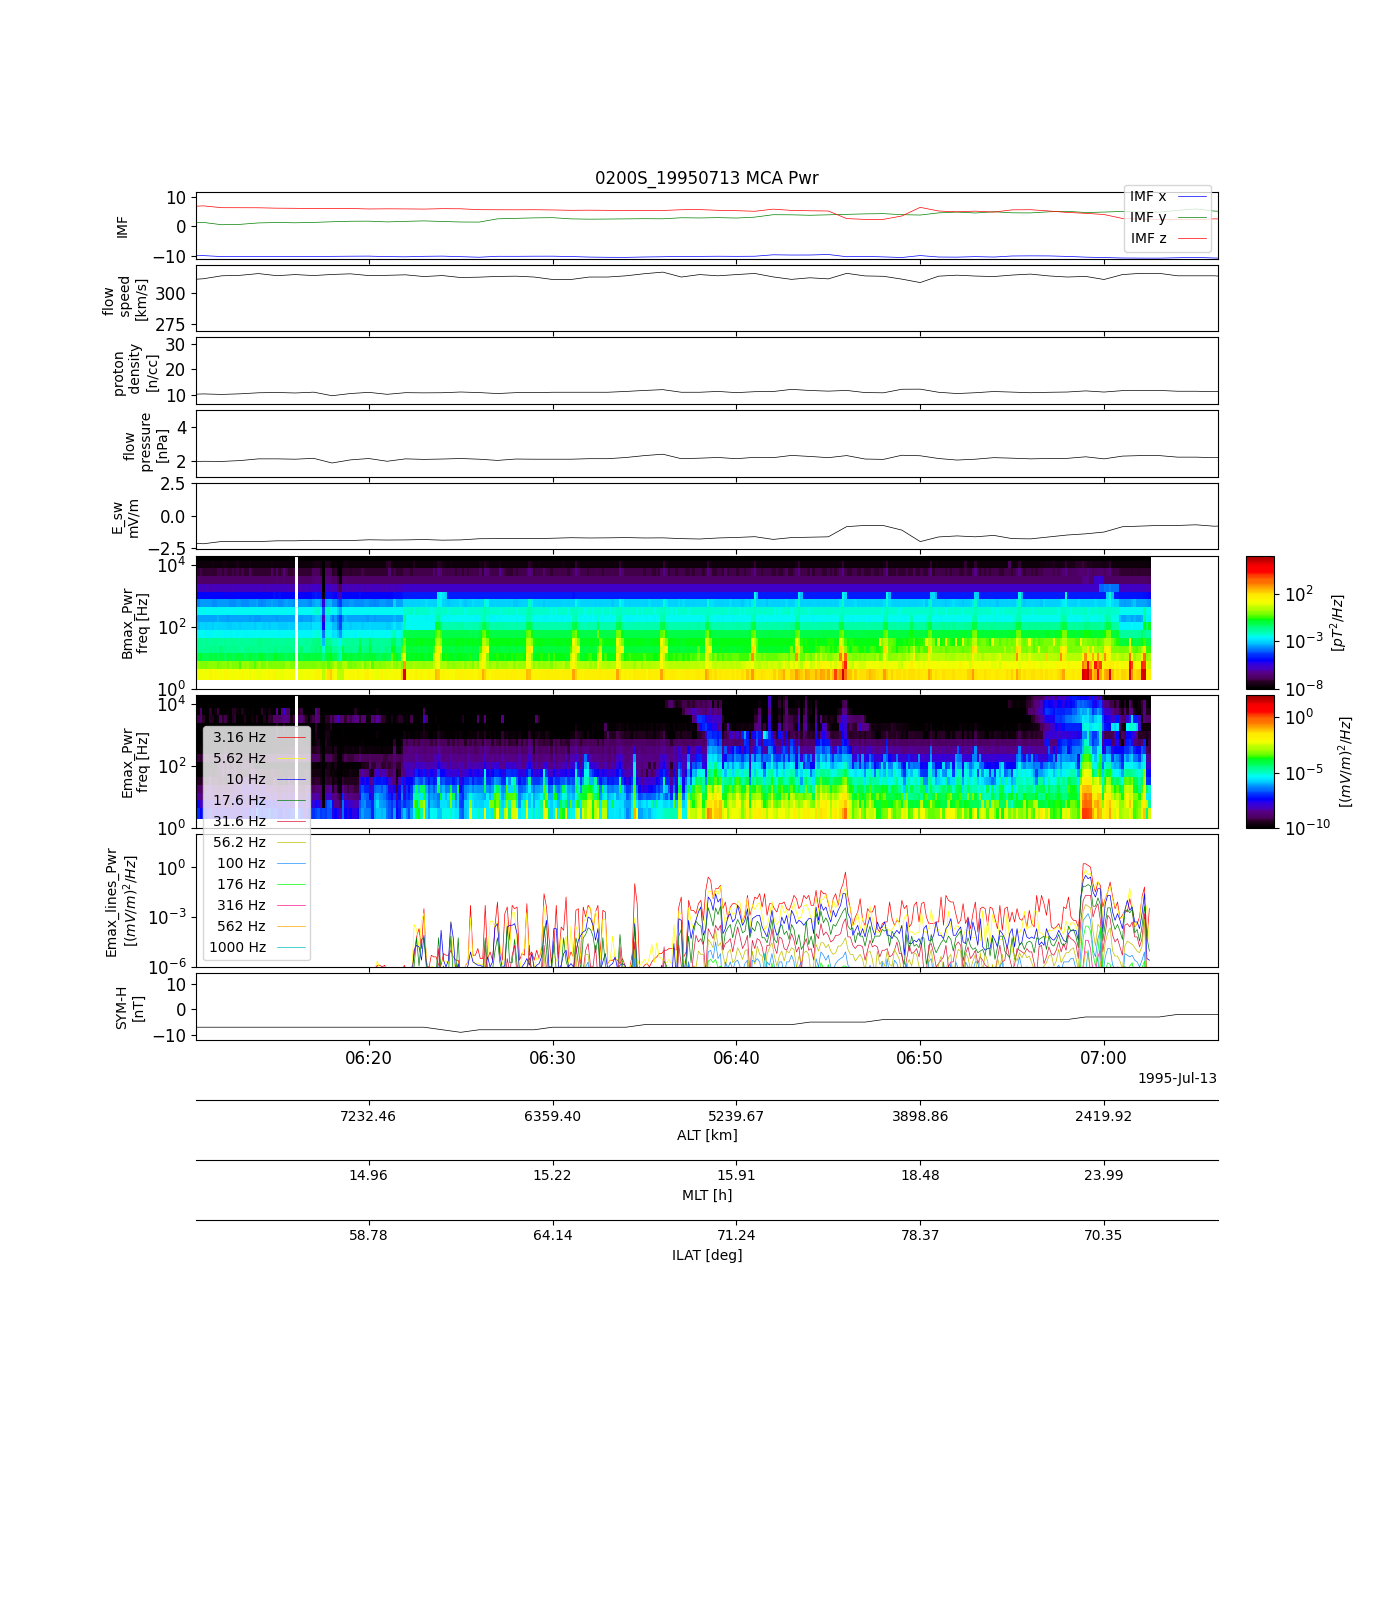 0200S_19950713 MCA Pwr
10
0
−10
IMF
IMF x
IMF y
IMF z
300
275
flow
speed
[km/s]
30
20
10
proton
density
[n/cc]
4
2
flow
pressure
[nPa]
2.5
0.0
−2.5
E_sw
mV/m
10^4
10^2
10^0
Bmax_Pwr
freq [Hz]
10^2
10^−3
10^−8
[pT^2/Hz]
10^4
10^2
10^0
Emax_Pwr
freq [Hz]
10^0
10^−5
10^−10
[(mV/m)^2/Hz]
3.16 Hz
5.62 Hz
10 Hz
17.6 Hz
31.6 Hz
56.2 Hz
100 Hz
176 Hz
316 Hz
562 Hz
1000 Hz
10^0
10^−3
10^−6
Emax_lines_Pwr
[(mV/m)^2/Hz]
10
0
−10
SYM-H
[nT]
06:20 06:30 06:40 06:50 07:00
1995-Jul-13
7232.46 6359.40 5239.67 3898.86 2419.92
ALT [km]
14.96 15.22 15.91 18.48 23.99
MLT [h]
58.78 64.14 71.24 78.37 70.35
ILAT [deg]